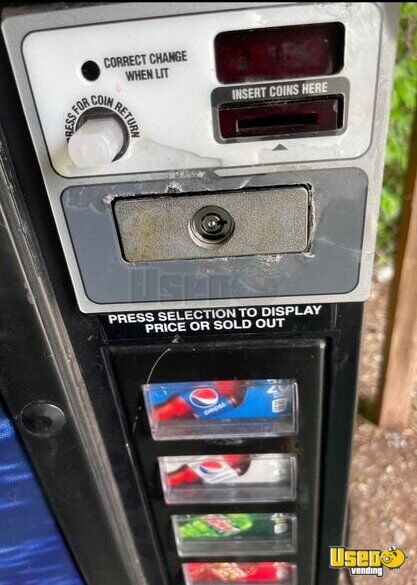 CORRECT CHANGE
WHEN LIT
INSERT COINS HERE
PRESS FOR COIN RETURN
PRESS SELECTION TO DISPLAY
PRICE OR SOLD OUT
pepsi
UsedVending
Used
vending